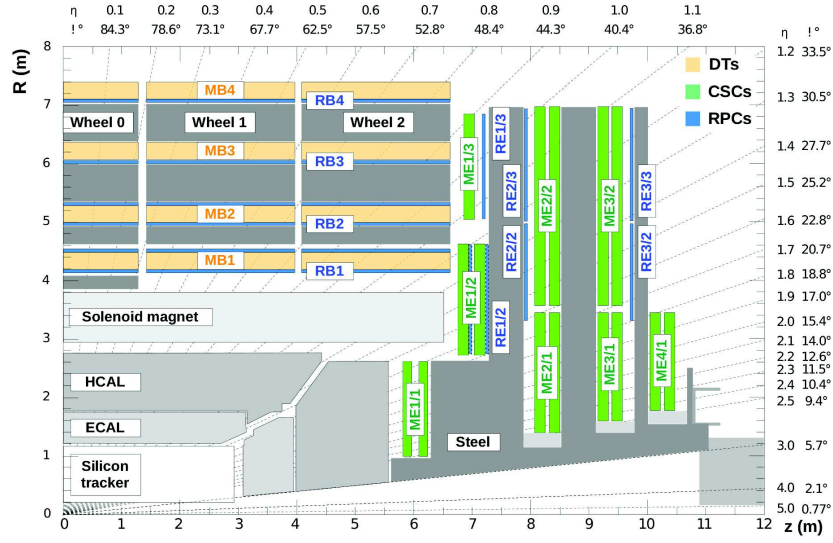 η 0.1 0.2 0.3 0.4 0.5 0.6 0.7 0.8 0.9 1.0 1.1 η !°
!° 84.3° 78.6° 73.1° 67.7° 62.5° 57.5° 52.8° 48.4° 44.3° 40.4° 36.8°
R (m)
8
7
6
5
4
3
2
1
0
1.2 33.5°
1.3 30.5°
1.4 27.7°
1.5 25.2°
1.6 22.8°
1.7 20.7°
1.8 18.8°
1.9 17.0°
2.0 15.4°
2.1 14.0°
2.2 12.6°
2.3 11.5°
2.4 10.4°
2.5 9.4°
3.0 5.7°
4.0 2.1°
5.0 0.77°
DTs
CSCs
RPCs
MB4
RB4
Wheel 0
Wheel 1
Wheel 2
MB3
RB3
MB2
RB2
MB1
RB1
Solenoid magnet
HCAL
ECAL
Silicon
tracker
Steel
ME1/1
ME1/2
ME1/3
RE1/2
RE1/3
RE2/2
RE2/3
ME2/1
ME2/2
ME3/1
ME3/2
RE3/2
RE3/3
ME4/1
0 1 2 3 4 5 6 7 8 9 10 11 12
z (m)